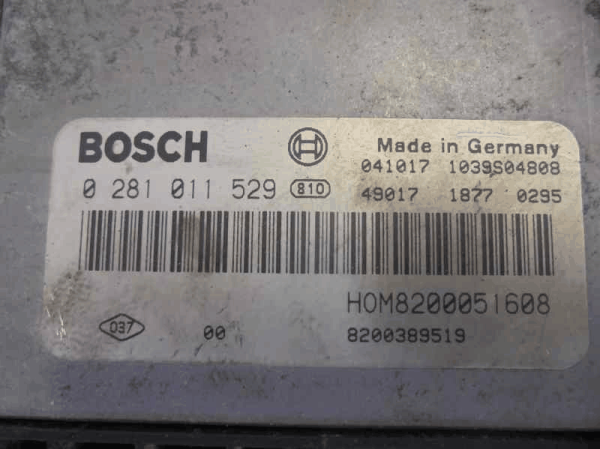 BOSCH
Made in Germany
041017 1039S04808
0 281 011 529 810
49017 1877 0295
HOM8200051608
037 00
8200389519